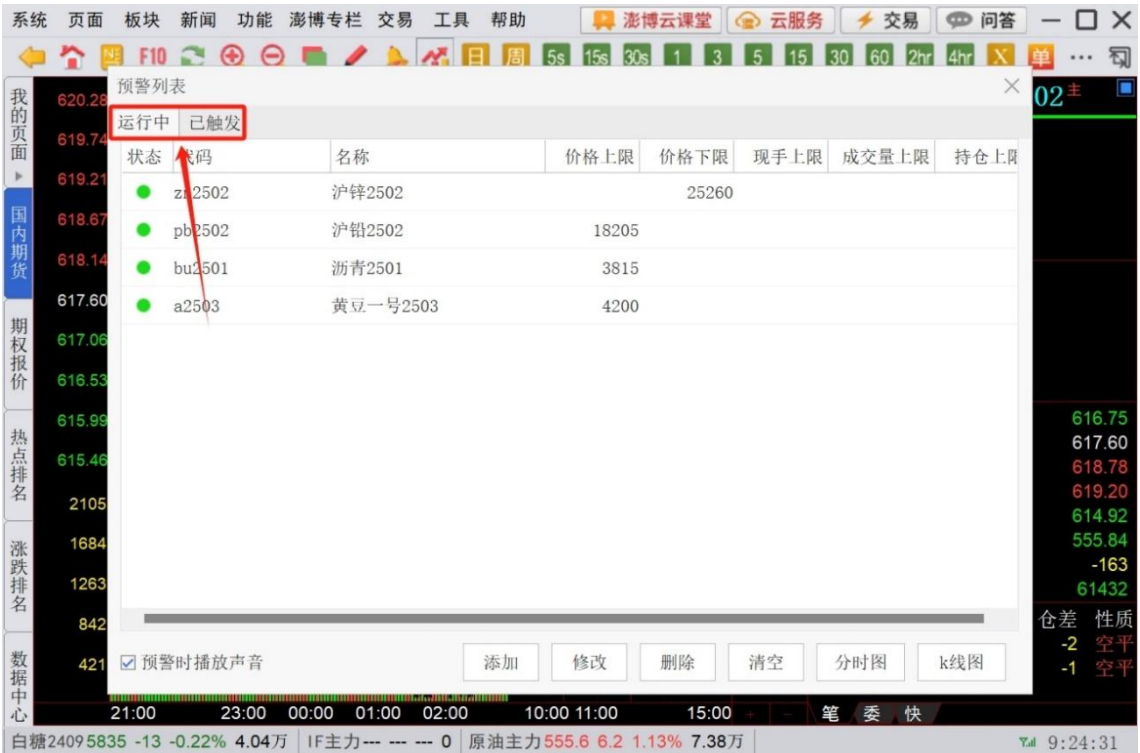 系统 页面 板块 新闻 功能 澎博专栏 交易 工具 帮助 澎博云课堂 云服务 交易 问答
F10 日 周 5s 15s 30s 1 3 5 15 30 60 2hr 4hr X 单 ...
预警列表
02主
运行中 已触发
状态 代码 名称 价格上限 价格下限 现手上限 成交量上限 持仓上限
zn2502 沪锌2502 25260
pb2502 沪铅2502 18205
bu2501 沥青2501 3815
a2503 黄豆一号2503 4200
预警时播放声音 添加 修改 删除 清空 分时图 k线图
我的页面
国内期货
期权报价
热点排名
涨跌排名
数据中心
620.28
619.74
619.21
618.67
618.14
617.60
617.06
616.53
615.99
615.46
2105
1684
1263
842
421
616.75
617.60
618.78
619.20
614.92
555.84
-163
61432
仓差 性质
-2 空平
-1 空平
21:00 23:00 00:00 01:00 02:00 10:00 11:00 15:00 + - 笔 委 快
白糖2409 5835 -13 -0.22% 4.04万 IF主力 --- --- --- 0 原油主力 555.6 6.2 1.13% 7.38万 9:24:31